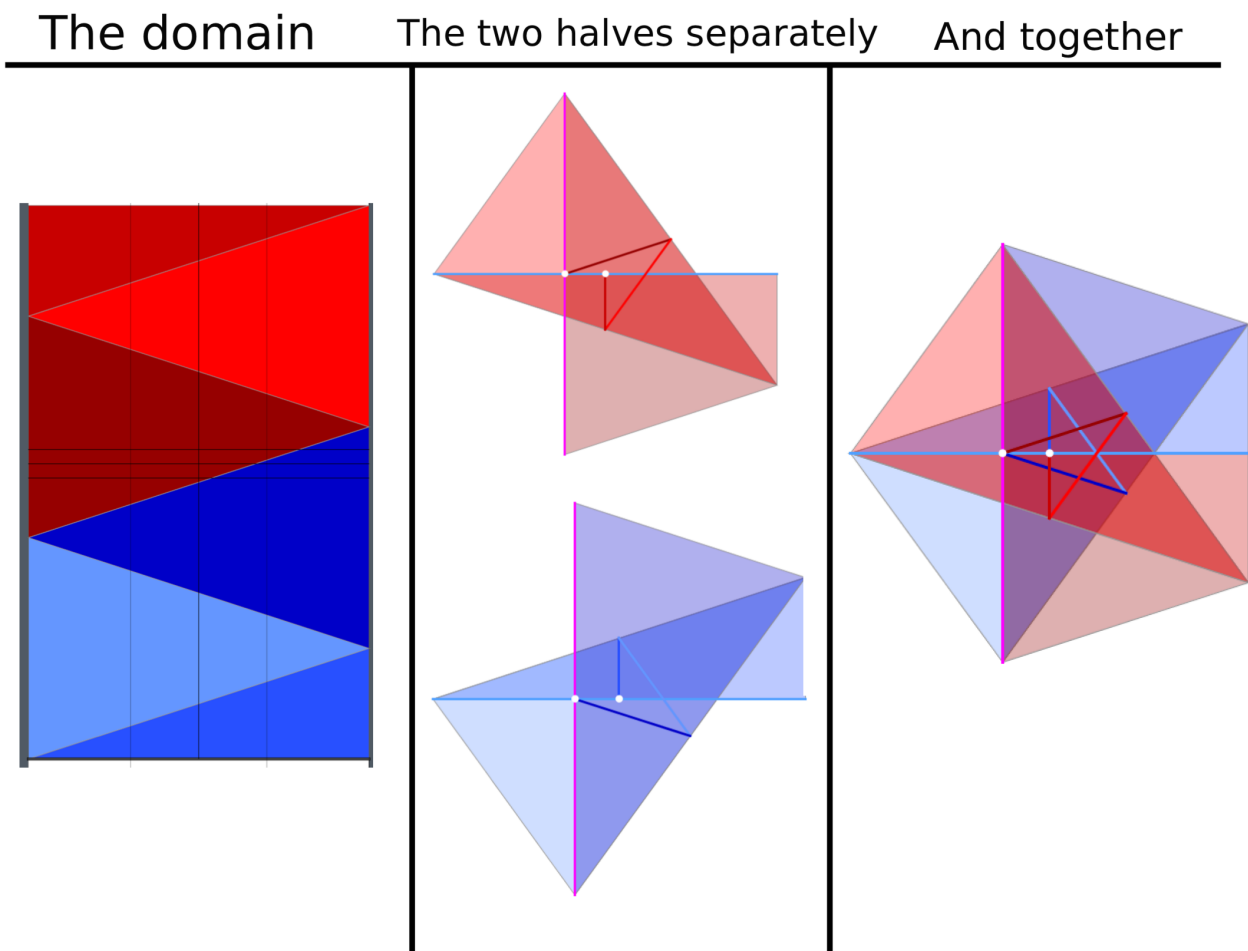 The domain
The two halves separately
And together